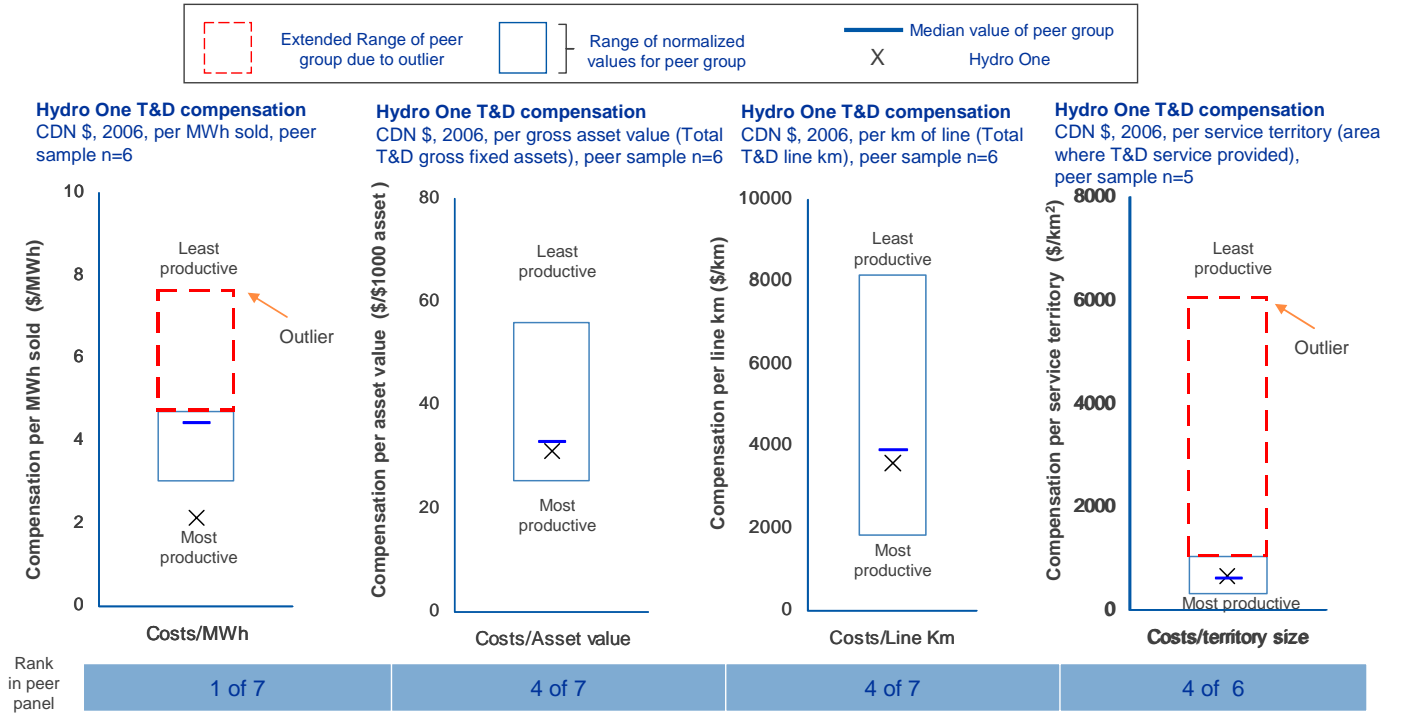 Extended Range of peer
group due to outlier
Range of normalized
values for peer group
Median value of peer group
X
Hydro One
Hydro One T&D compensation
CDN $, 2006, per MWh sold, peer
sample n=6
Compensation per MWh sold ($/MWh)
10
8
6
4
2
0
Least
productive
Outlier
Most
productive
Costs/MWh
Hydro One T&D compensation
CDN $, 2006, per gross asset value (Total
T&D gross fixed assets), peer sample n=6
Compensation per asset value ($/$1000 asset )
80
60
40
20
0
Least
productive
Most
productive
Costs/Asset value
Hydro One T&D compensation
CDN $, 2006, per km of line (Total
T&D line km), peer sample n=6
Compensation per line km ($/km)
10000
8000
6000
4000
2000
0
Least
productive
Most
productive
Costs/Line Km
Hydro One T&D compensation
CDN $, 2006, per service territory (area
where T&D service provided),
peer sample n=5
Compensation per service territory ($/km²)
8000
6000
4000
2000
0
Least
productive
Outlier
Most productive
Costs/territory size
Rank
in peer
panel
1 of 7
4 of 7
4 of 7
4 of 6